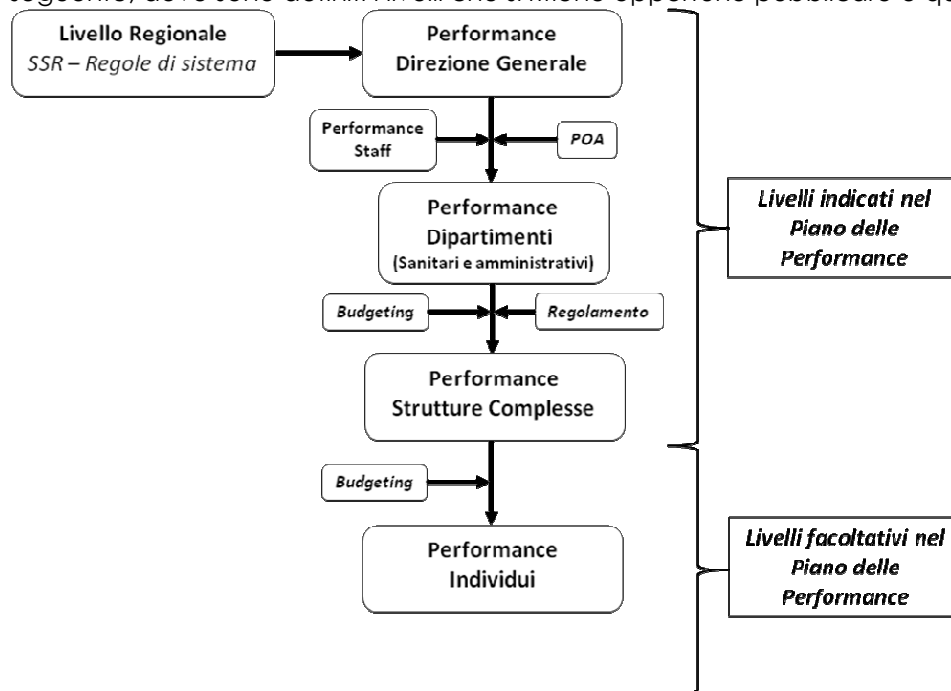 Livello Regionale
SSR – Regole di sistema
Performance
Direzione Generale
Performance
Staff
POA
Performance
Dipartimenti
(Sanitari e amministrativi)
Livelli indicati nel
Piano delle
Performance
Budgeting
Regolamento
Performance
Strutture Complesse
Budgeting
Performance
Individui
Livelli facoltativi nel
Piano delle
Performance